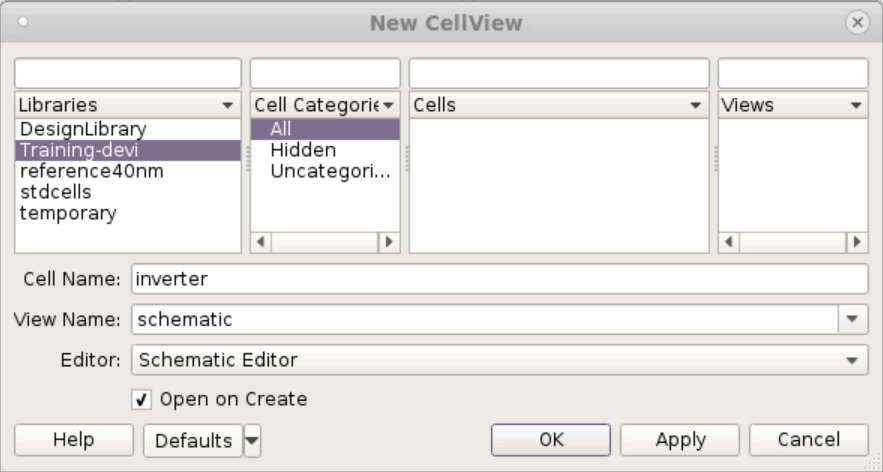 New CellView
Libraries
Cell Categorie
Cells
Views
DesignLibrary
Training-devi
reference40nm
stdcells
temporary
All
Hidden
Uncategori...
Cell Name: inverter
View Name: schematic
Editor: Schematic Editor
Open on Create
Help Defaults OK Apply Cancel